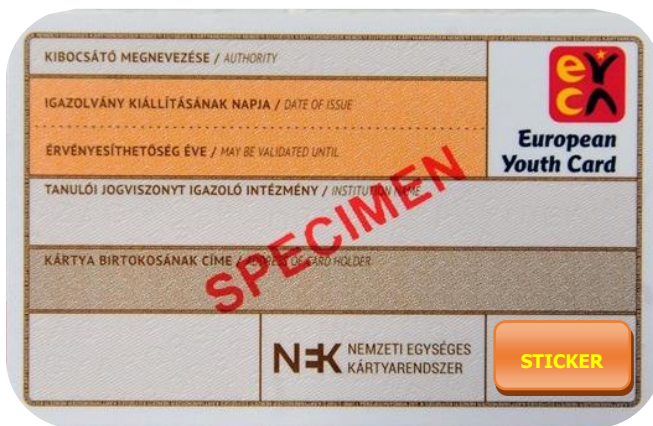 KIBOCSÁTÓ MEGNEVEZÉSE / AUTHORITY
eyca
IGAZOLVÁNY KIÁLLÍTÁSÁNAK NAPJA / DATE OF ISSUE
ÉRVÉNYESÍTHETŐSÉG ÉVE / MAY BE VALIDATED UNTIL
European
Youth Card
TANULÓI JOGVISZONYT IGAZOLÓ INTÉZMÉNY / INSTITUTION NAME
SPECIMEN
KÁRTYA BIRTOKOSÁNAK CÍME / ADDRESS OF CARD HOLDER
NEK NEMZETI EGYSÉGES
KÁRTYARENDSZER
STICKER